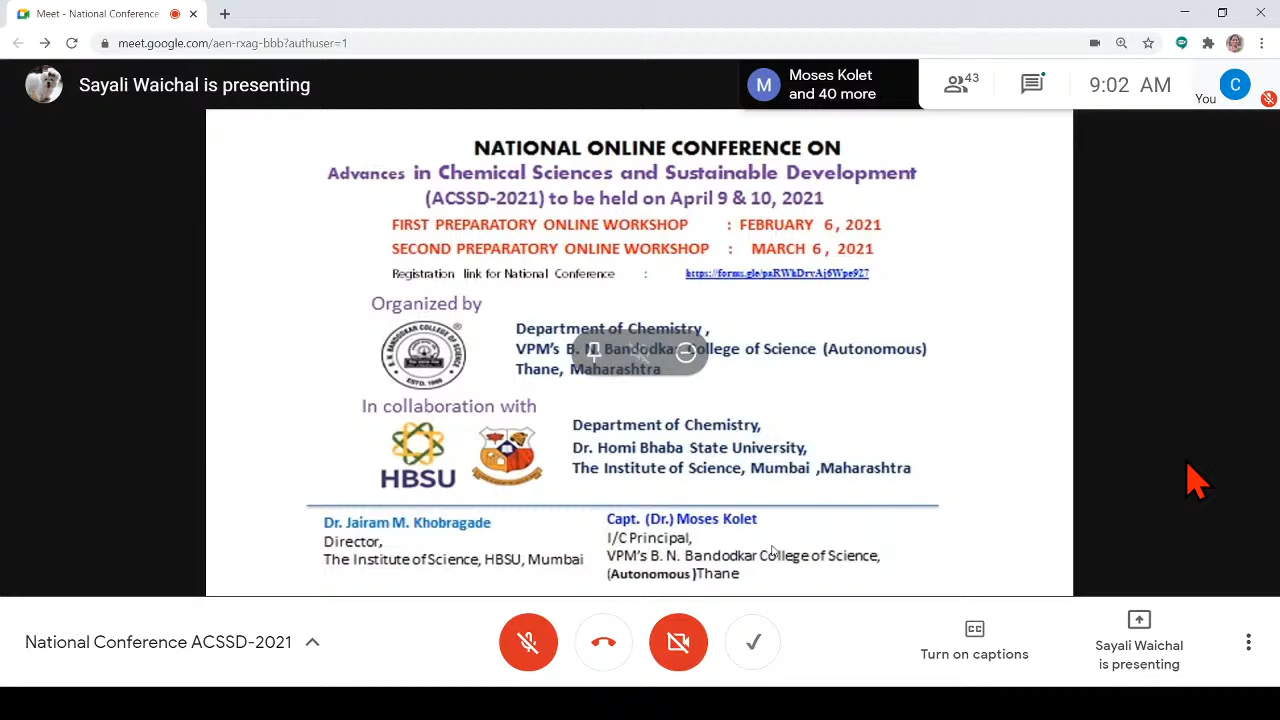 Meet - National Conference
meet.google.com/aen-rxag-bbb?authuser=1
Sayali Waichal is presenting
M
Moses Kolet
and 40 more
43
9:02 AM
You
C
NATIONAL ONLINE CONFERENCE ON
Advances in Chemical Sciences and Sustainable Development
(ACSSD-2021) to be held on April 9 & 10, 2021
FIRST PREPARATORY ONLINE WORKSHOP : FEBRUARY 6, 2021
SECOND PREPARATORY ONLINE WORKSHOP : MARCH 6, 2021
Registration link for National Conference :
Organized by
Department of Chemistry,
VPM's B. N. Bandodkar College of Science (Autonomous)
Thane, Maharashtra
B. N. BANDODKAR COLLEGE OF SCIENCE
In collaboration with
HBSU
Department of Chemistry,
Dr. Homi Bhaba State University,
The Institute of Science, Mumbai ,Maharashtra
Dr. Jairam M. Khobragade
Director,
The Institute of Science, HBSU, Mumbai
Capt. (Dr.) Moses Kolet
I/C Principal,
VPM's B. N. Bandodkar College of Science,
(Autonomous )Thane
National Conference ACSSD-2021
CC
Turn on captions
Sayali Waichal
is presenting